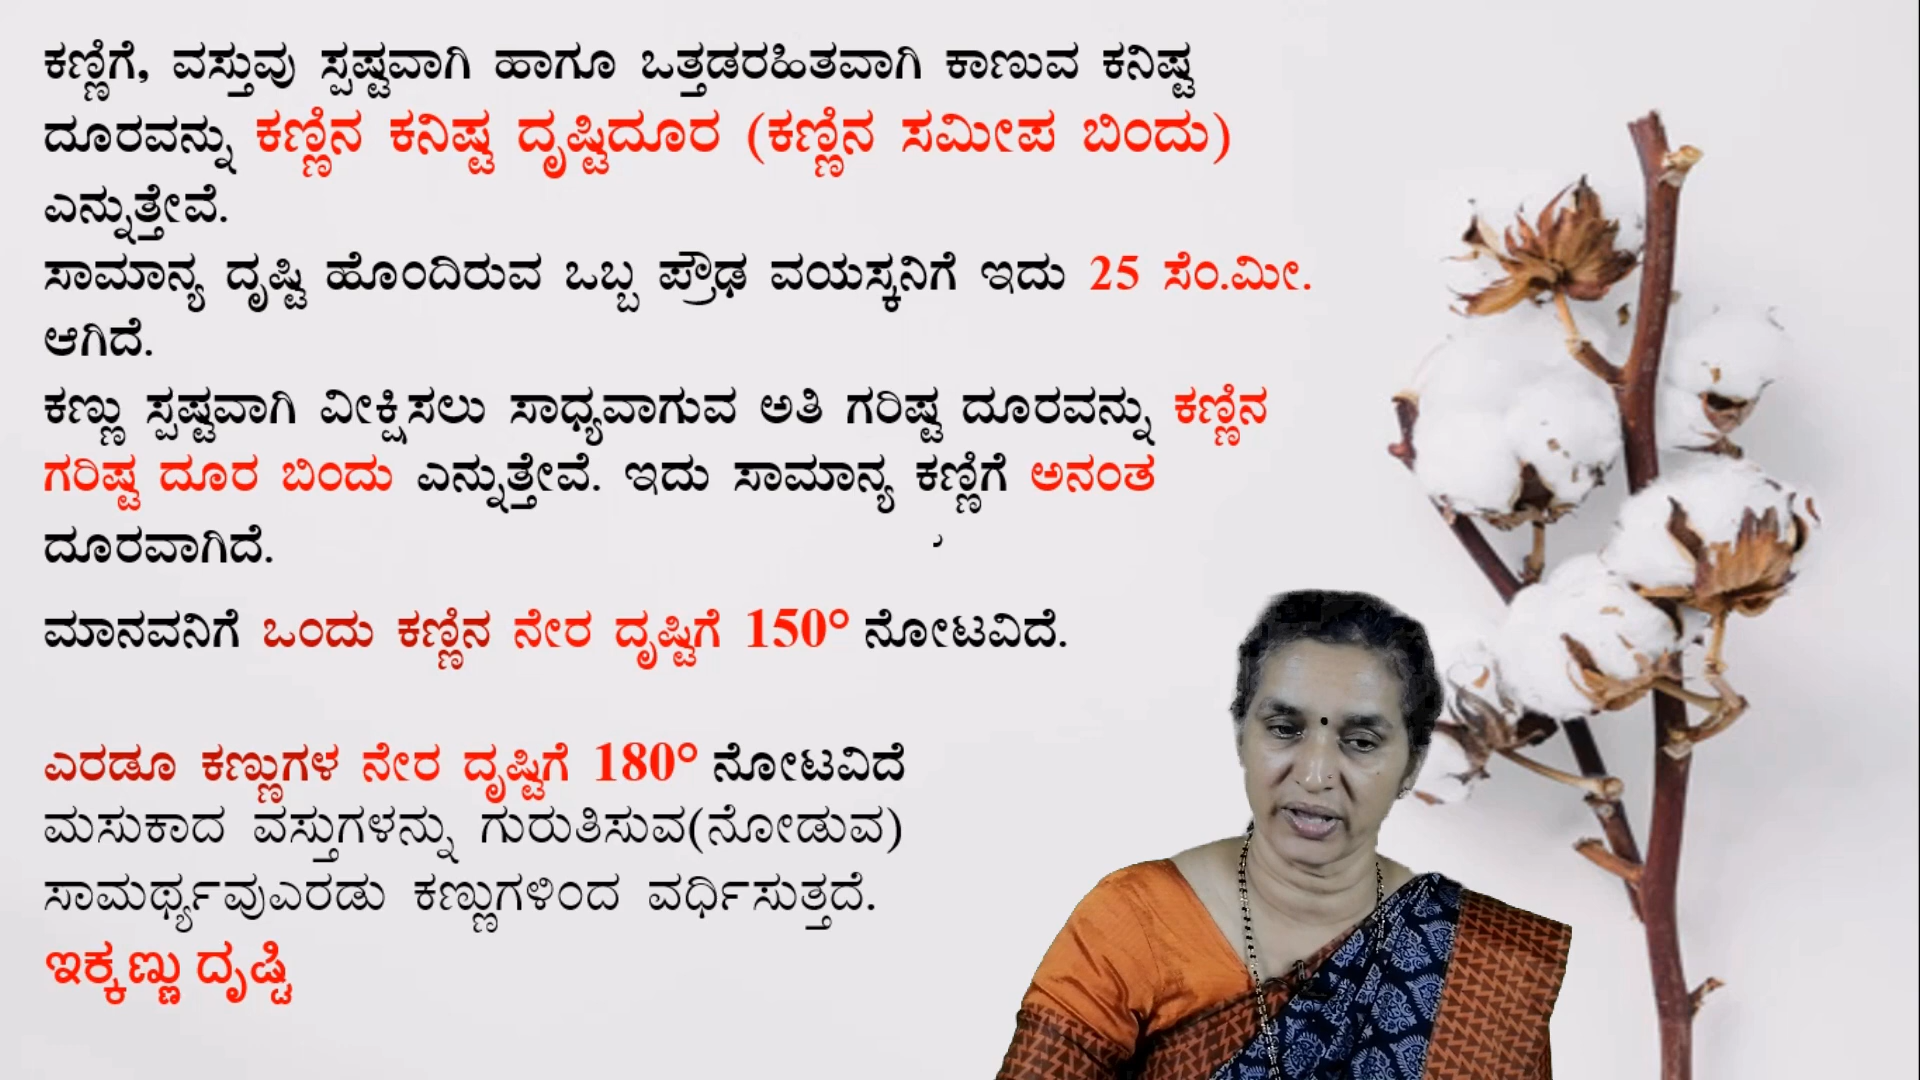 ಕಣ್ಣಿಗೆ, ವಸ್ತುವು ಸ್ಪಷ್ಟವಾಗಿ ಹಾಗೂ ಒತ್ತಡರಹಿತವಾಗಿ ಕಾಣುವ ಕನಿಷ್ಟ
ದೂರವನ್ನು ಕಣ್ಣಿನ ಕನಿಷ್ಟ ದೃಷ್ಟಿದೂರ (ಕಣ್ಣಿನ ಸಮೀಪ ಬಿಂದು)
ಎನ್ನುತ್ತೇವೆ.
ಸಾಮಾನ್ಯ ದೃಷ್ಟಿ ಹೊಂದಿರುವ ಒಬ್ಬ ಪ್ರೌಢ ವಯಸ್ಕನಿಗೆ ಇದು 25 ಸೆಂ.ಮೀ.
ಆಗಿದೆ.
ಕಣ್ಣು ಸ್ಪಷ್ಟವಾಗಿ ವೀಕ್ಷಿಸಲು ಸಾಧ್ಯವಾಗುವ ಅತಿ ಗರಿಷ್ಟ ದೂರವನ್ನು ಕಣ್ಣಿನ
ಗರಿಷ್ಟ ದೂರ ಬಿಂದು ಎನ್ನುತ್ತೇವೆ. ಇದು ಸಾಮಾನ್ಯ ಕಣ್ಣಿಗೆ ಅನಂತ
ದೂರವಾಗಿದೆ.
ಮಾನವನಿಗೆ ಒಂದು ಕಣ್ಣಿನ ನೇರ ದೃಷ್ಟಿಗೆ 150° ನೋಟವಿದೆ.
ಎರಡೂ ಕಣ್ಣುಗಳ ನೇರ ದೃಷ್ಟಿಗೆ 180° ನೋಟವಿದೆ
ಮಸುಕಾದ ವಸ್ತುಗಳನ್ನು ಗುರುತಿಸುವ(ನೋಡುವ)
ಸಾಮರ್ಥ್ಯವುಎರಡು ಕಣ್ಣುಗಳಿಂದ ವರ್ಧಿಸುತ್ತದೆ.
ಇಕ್ಕಣ್ಣು ದೃಷ್ಟಿ